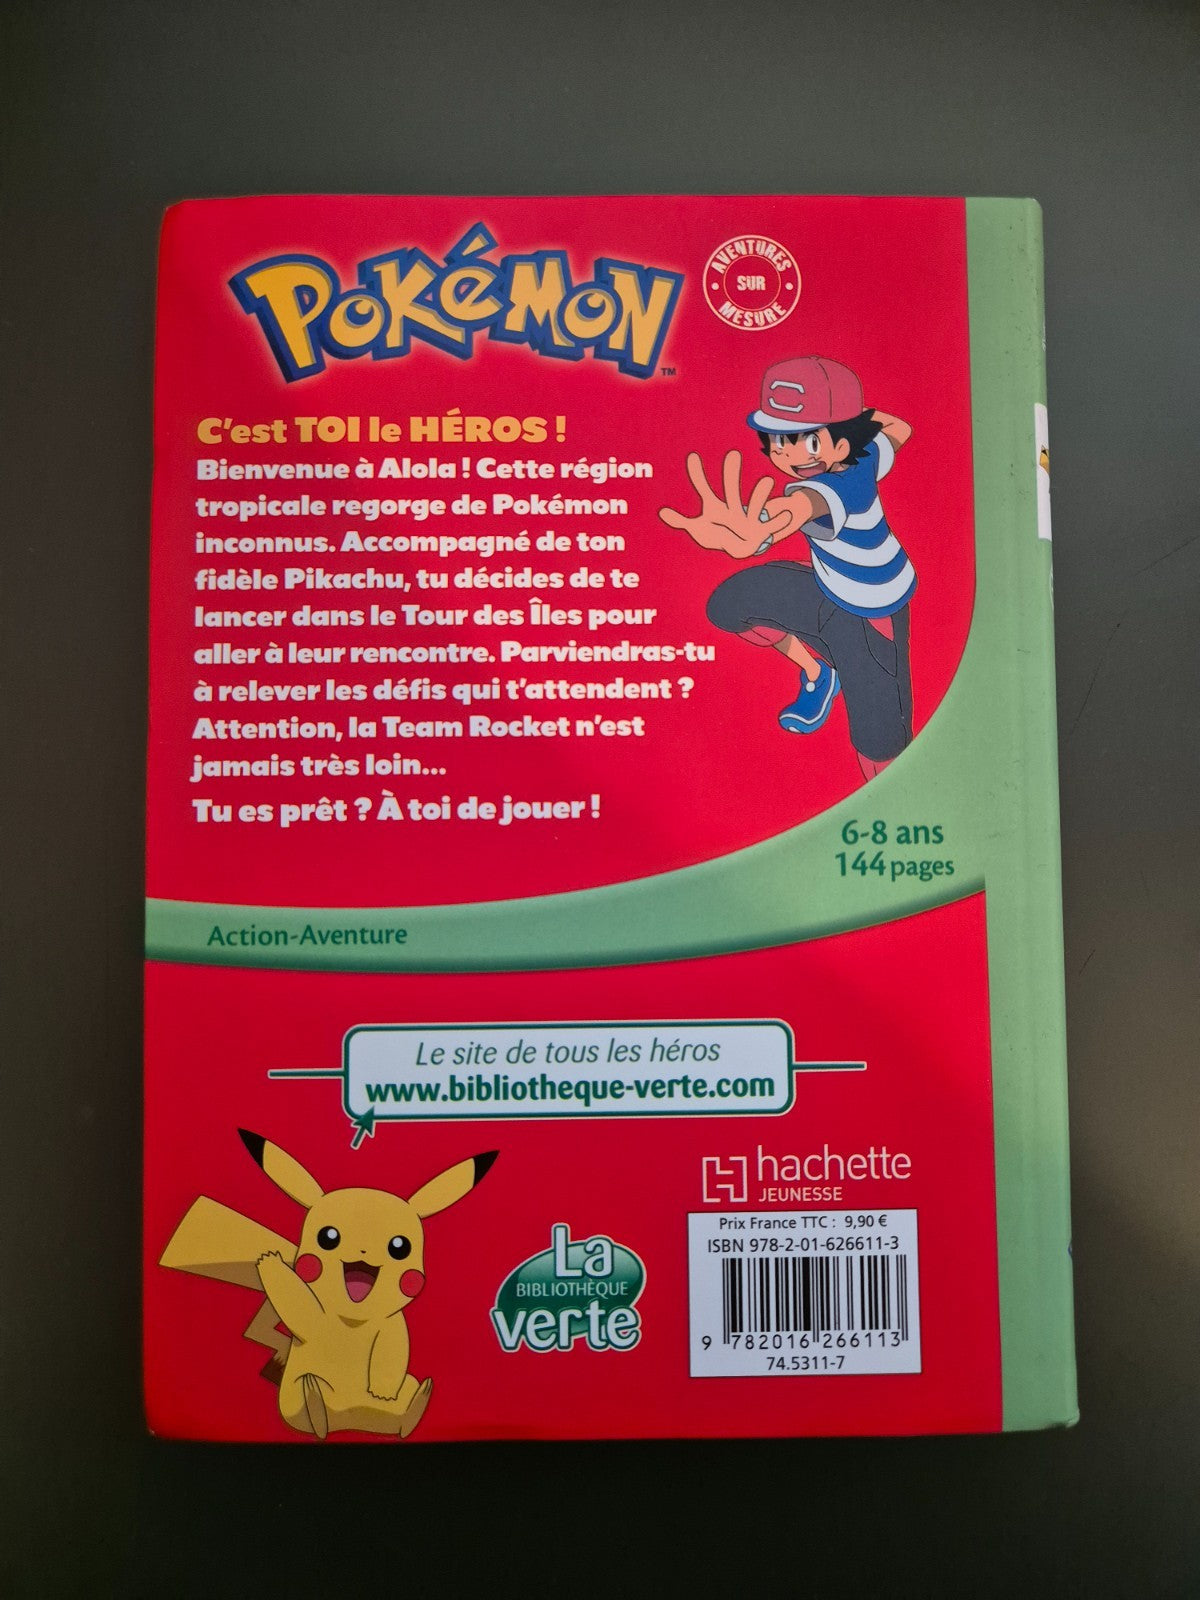 POKéMON
TM
AVENTURES
SUR
MESURE
C'est TOI le HÉROS !
Bienvenue à Alola ! Cette région
tropicale regorge de Pokémon
inconnus. Accompagné de ton
fidèle Pikachu, tu décides de te
lancer dans le Tour des Îles pour
aller à leur rencontre. Parviendras-tu
à relever les défis qui t'attendent ?
Attention, la Team Rocket n'est
jamais très loin...
Tu es prêt ? À toi de jouer !
6-8 ans
144 pages
Action-Aventure
Le site de tous les héros
www.bibliotheque-verte.com
hachette
JEUNESSE
Prix France TTC : 9,90 €
ISBN 978-2-01-626611-3
9 782016 266113
74.5311-7
La
BIBLIOTHÈQUE
verte